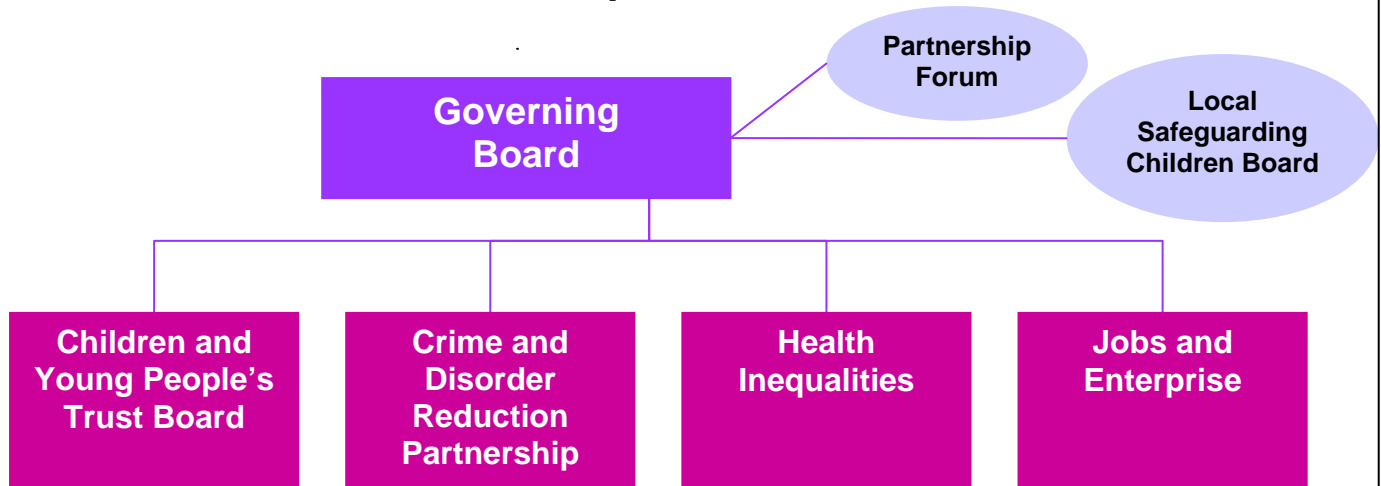 Partnership
Forum
Governing
Board
Local
Safeguarding
Children Board
Children and
Young People's
Trust Board
Crime and
Disorder
Reduction
Partnership
Health
Inequalities
Jobs and
Enterprise